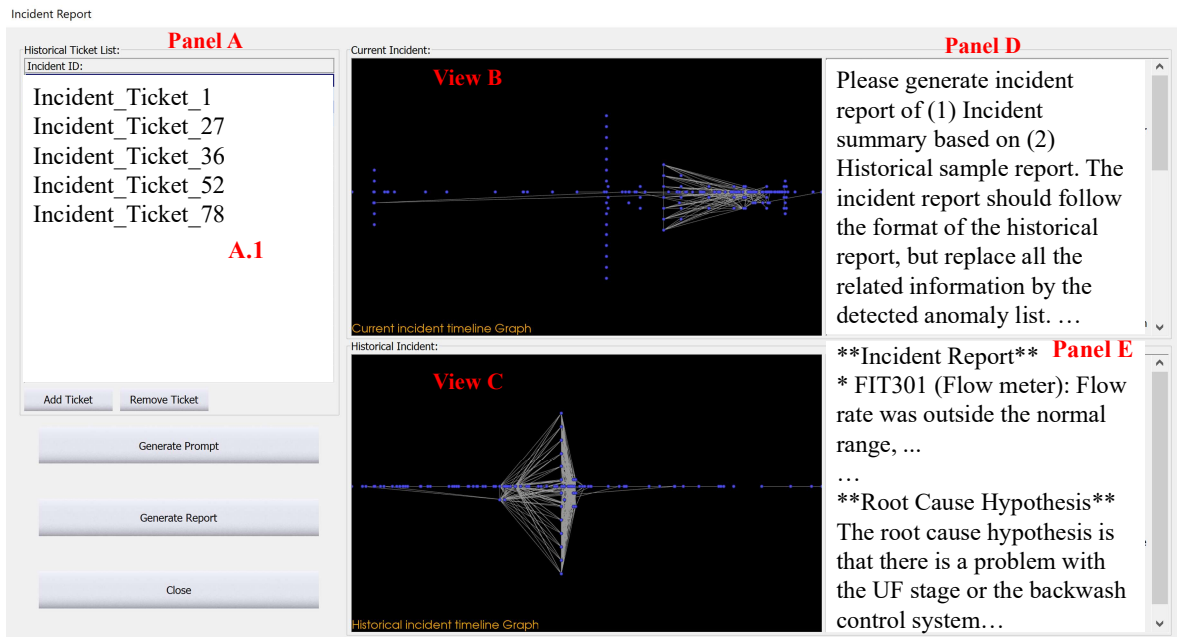 Incident Report
Panel A
Historical Ticket List:
Incident ID:
Incident_Ticket_1
Incident_Ticket_27
Incident_Ticket_36
Incident_Ticket_52
Incident_Ticket_78
A.1
Add Ticket
Remove Ticket
Generate Prompt
Generate Report
Close
Current Incident:
View B
Current incident timeline Graph
Historical Incident:
View C
Historical incident timeline Graph
Panel D
Please generate incident
report of (1) Incident
summary based on (2)
Historical sample report. The
incident report should follow
the format of the historical
report, but replace all the
related information by the
detected anomaly list. …
Panel E
**Incident Report**
* FIT301 (Flow meter): Flow
rate was outside the normal
range, ...
…
**Root Cause Hypothesis**
The root cause hypothesis is
that there is a problem with
the UF stage or the backwash
control system…